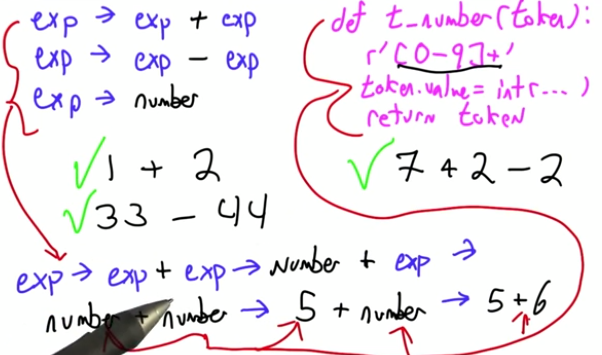 exp → exp + exp
exp → exp - exp
exp → number
def t_number(token):
r'[0-9]+'
token.value = int(...)
return token
✓ 1 + 2
✓ 33 - 44
✓ 7 + 2 - 2
exp → exp + exp → Number + exp →
number + number → 5 + number → 5 + 6